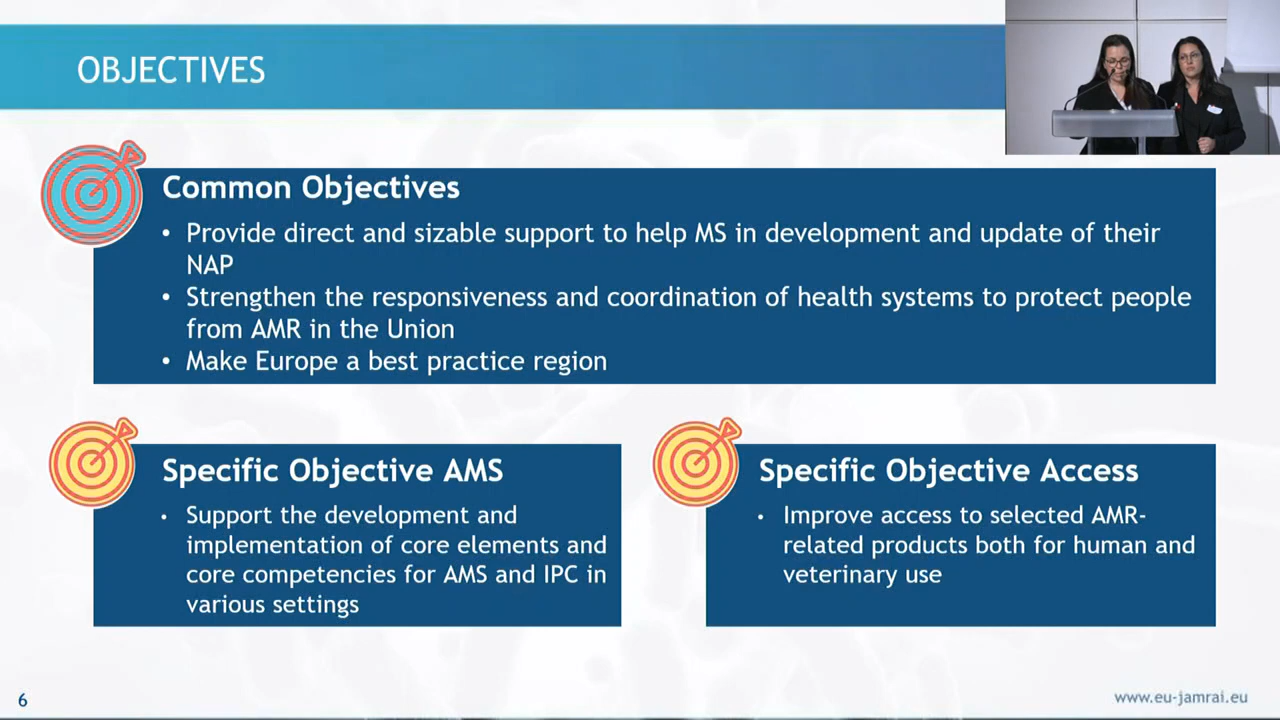 OBJECTIVES
Common Objectives
• Provide direct and sizable support to help MS in development and update of their
NAP
• Strengthen the responsiveness and coordination of health systems to protect people
from AMR in the Union
• Make Europe a best practice region
Specific Objective AMS
• Support the development and
implementation of core elements and
core competencies for AMS and IPC in
various settings
Specific Objective Access
• Improve access to selected AMR-
related products both for human and
veterinary use
6
www.eu-jamrai.eu